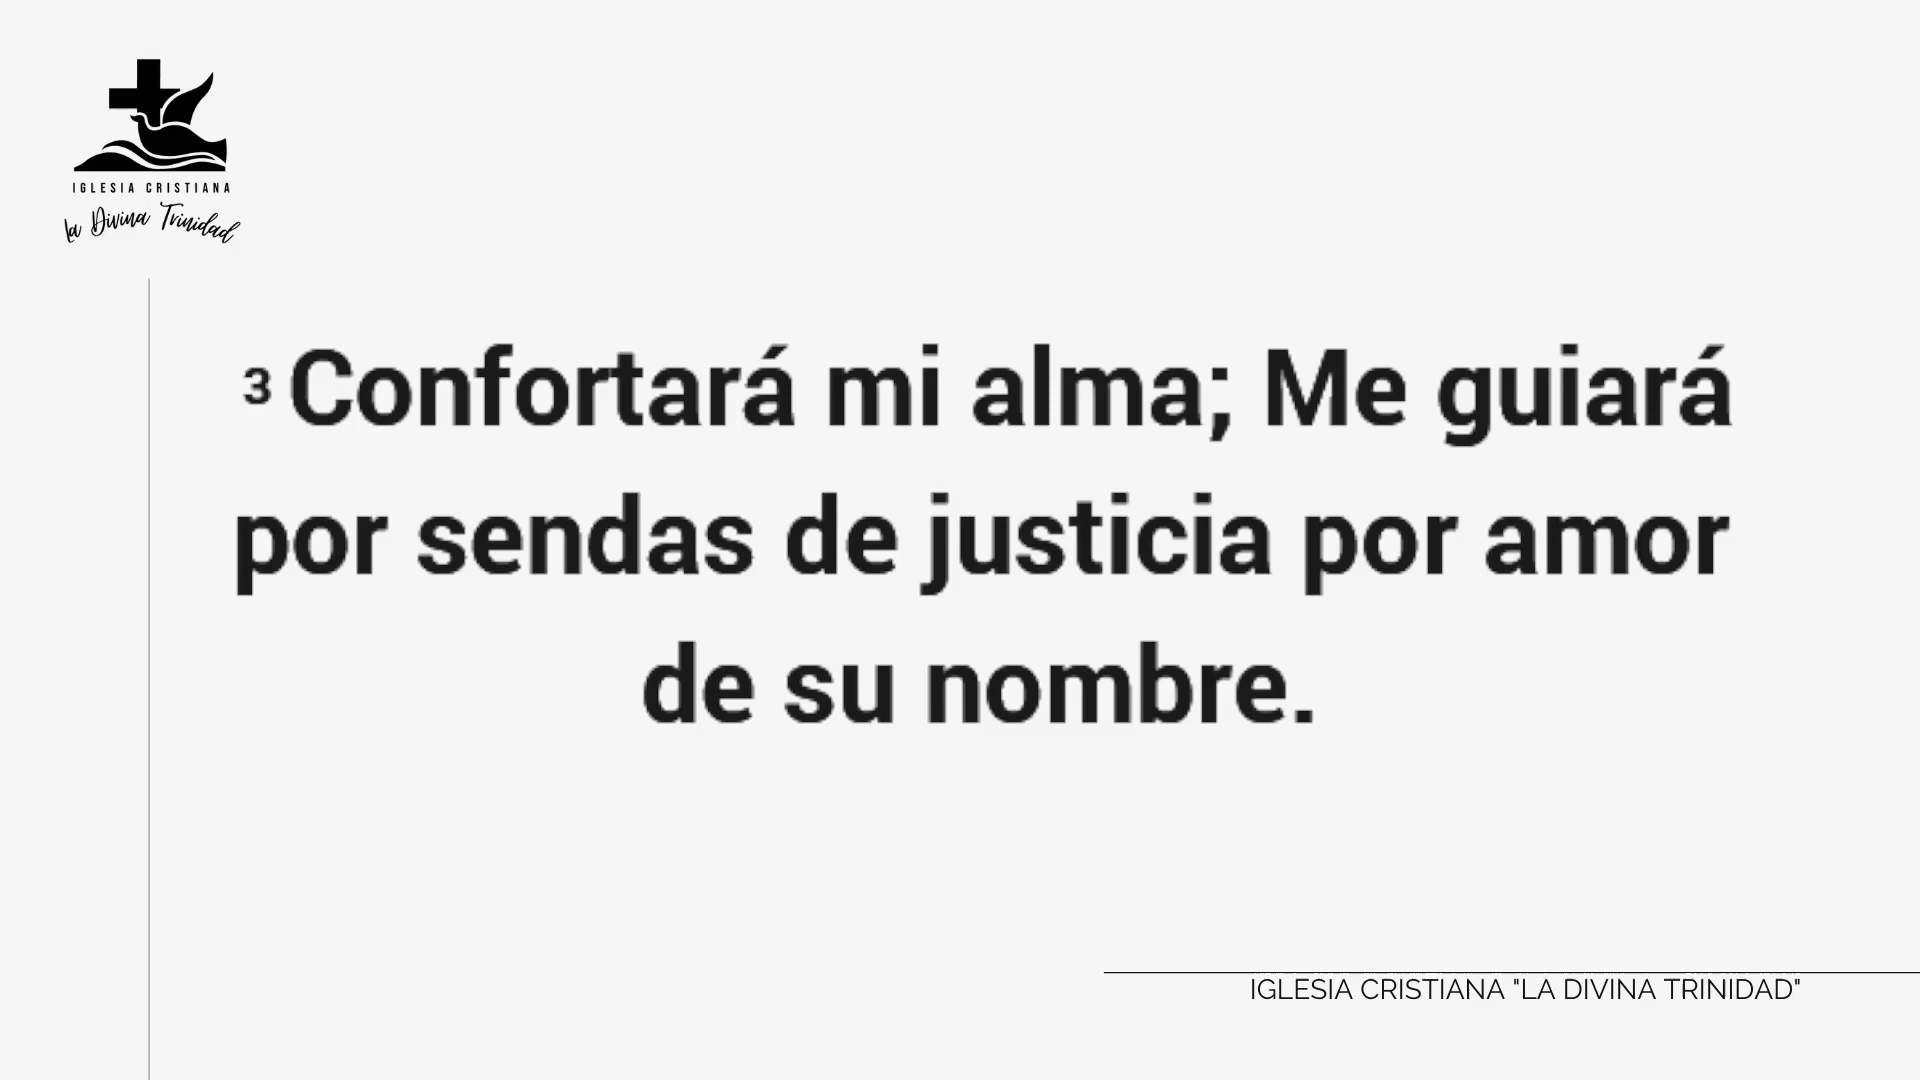 IGLESIA CRISTIANA
La Divina Trinidad
3 Confortará mi alma; Me guiará
por sendas de justicia por amor
de su nombre.
IGLESIA CRISTIANA "LA DIVINA TRINIDAD"